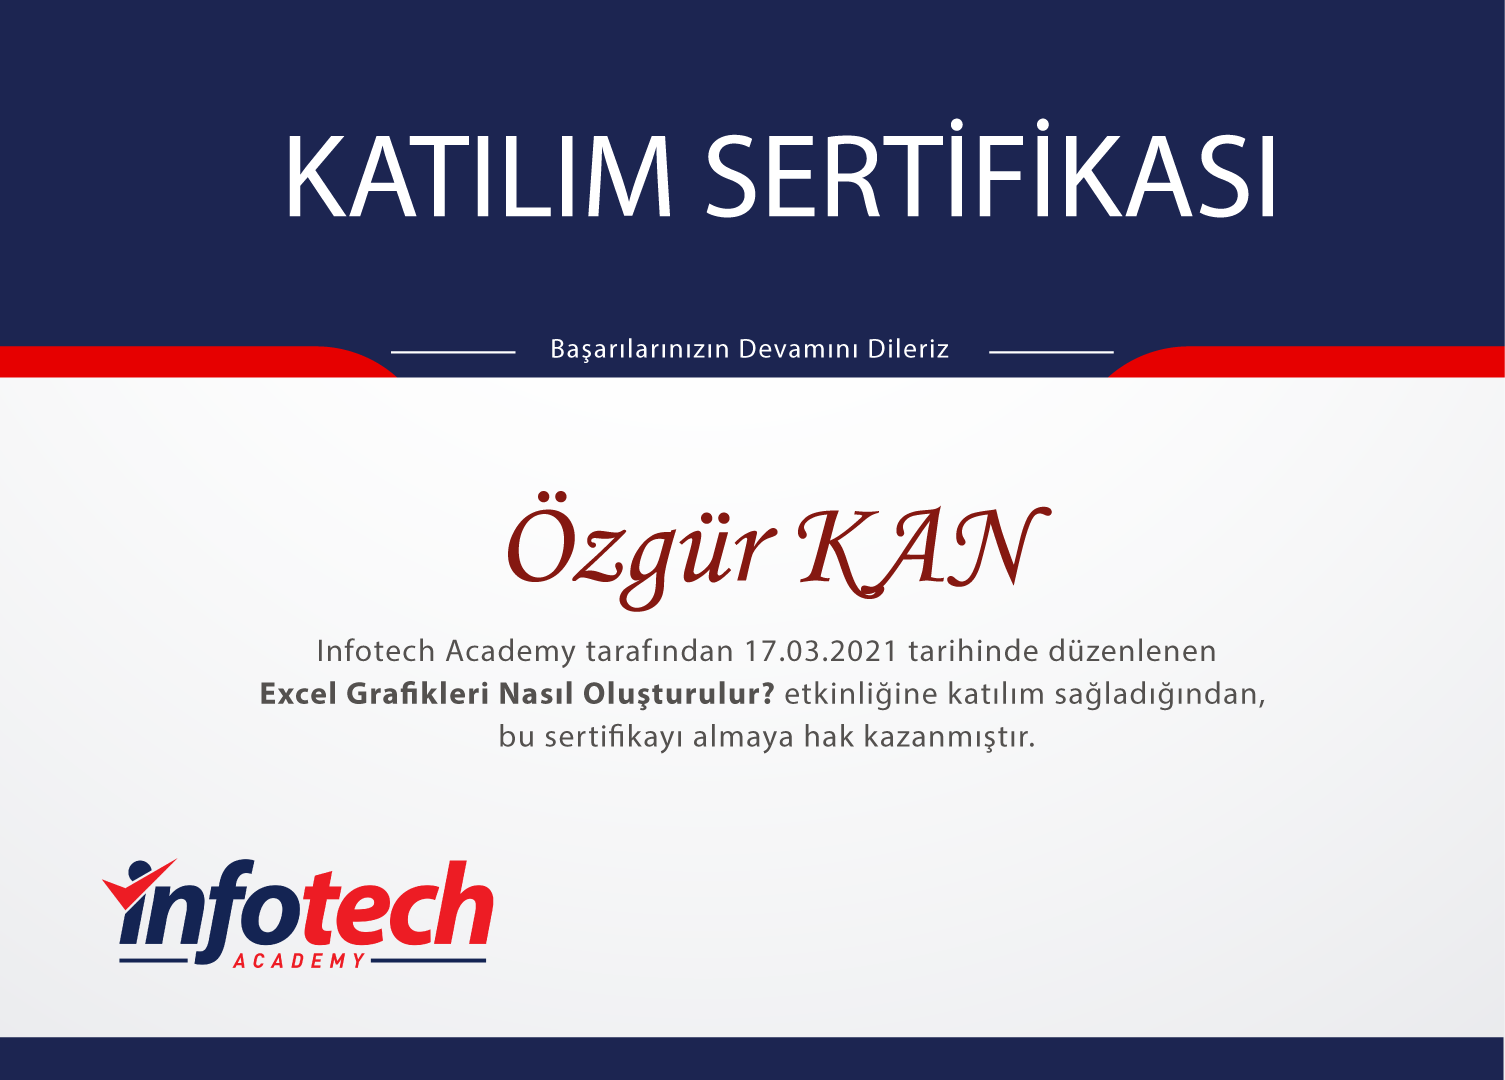 KATILIM SERTİFİKASI
Başarılarınızın Devamını Dileriz
Özgür KAN
Infotech Academy tarafından 17.03.2021 tarihinde düzenlenen
Excel Grafikleri Nasıl Oluşturulur? etkinliğine katılım sağladığından,
bu sertifikayı almaya hak kazanmıştır.
infotech
ACADEMY